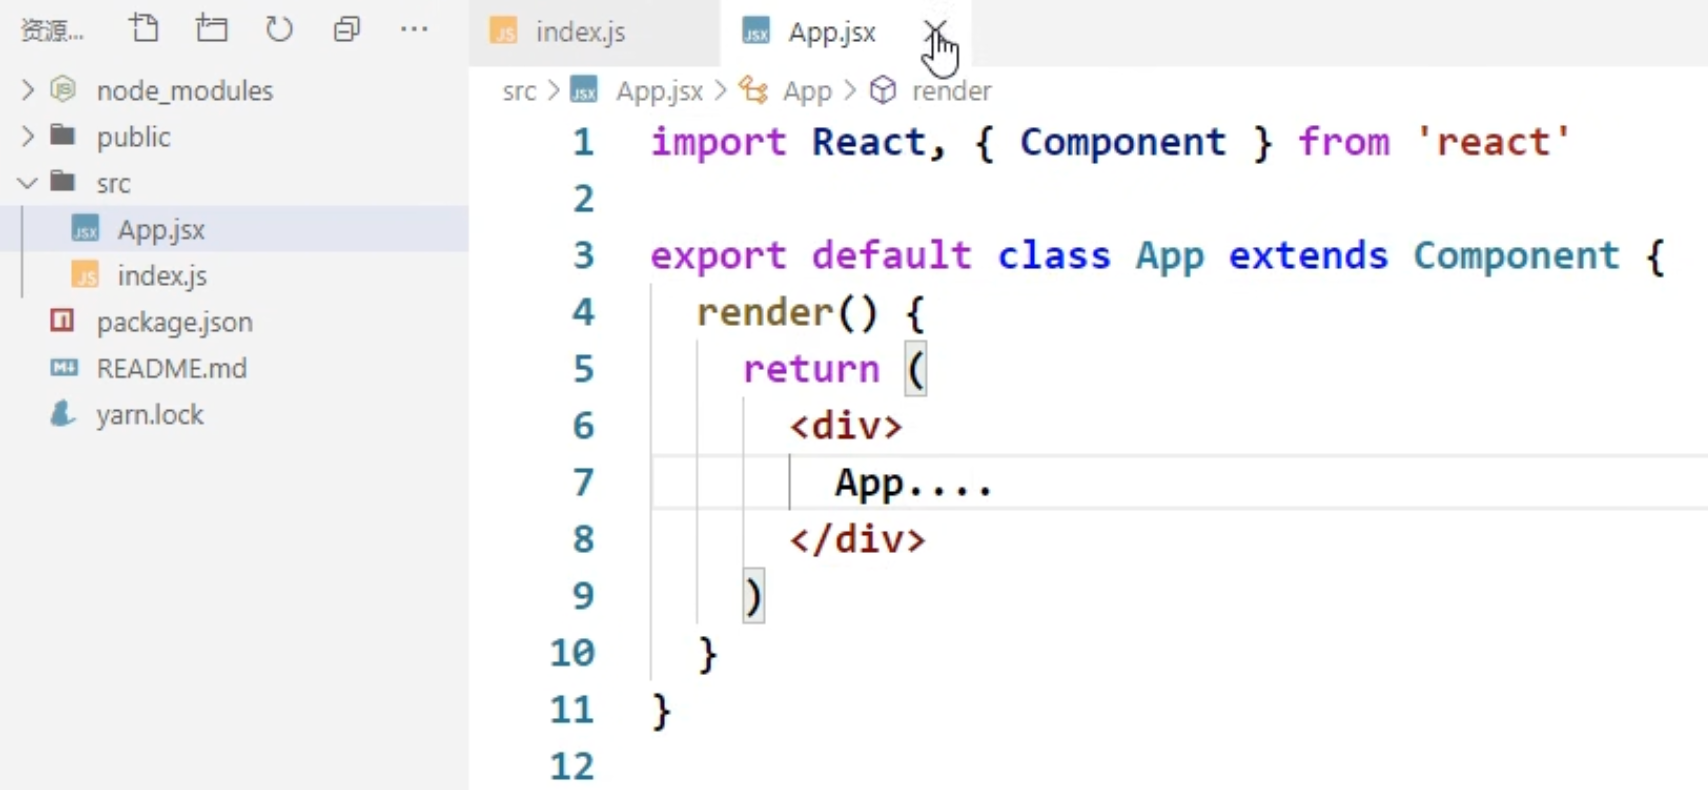 资源...
node_modules
public
src
App.jsx
index.js
package.json
README.md
yarn.lock
index.js
App.jsx
src > App.jsx > App > render
1 import React, { Component } from 'react'
2
3 export default class App extends Component {
4   render() {
5     return (
6       <div>
7         App....
8       </div>
9     )
10   }
11 }
12